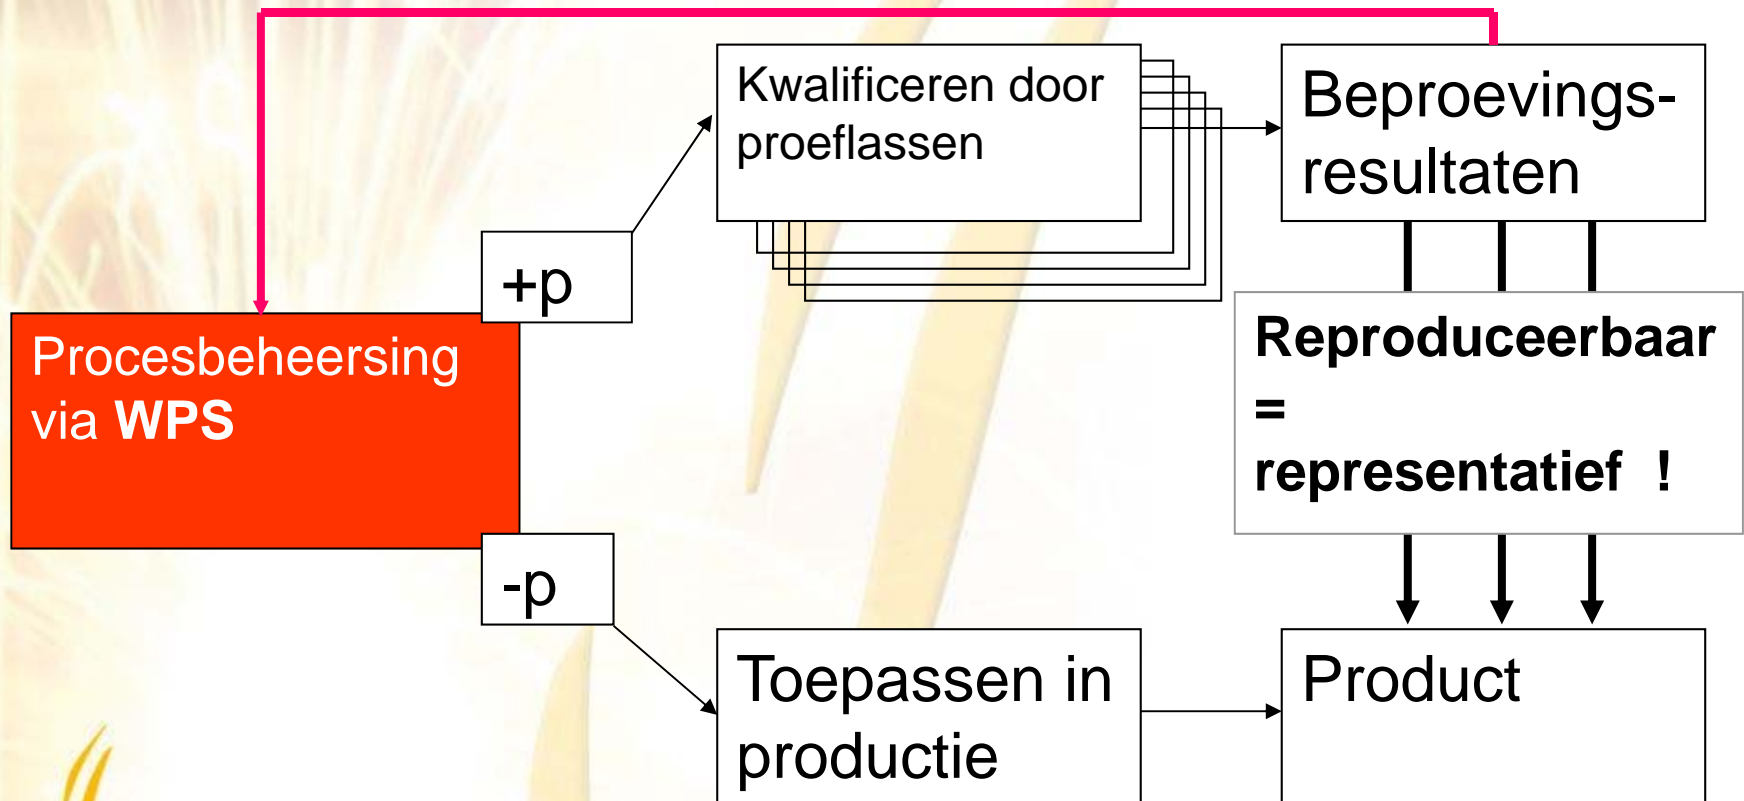 Kwalificeren door
proeflassen
Beproevings-
resultaten
+p
Procesbeheersing
via WPS
Reproduceerbaar
=
representatief !
-p
Toepassen in
productie
Product